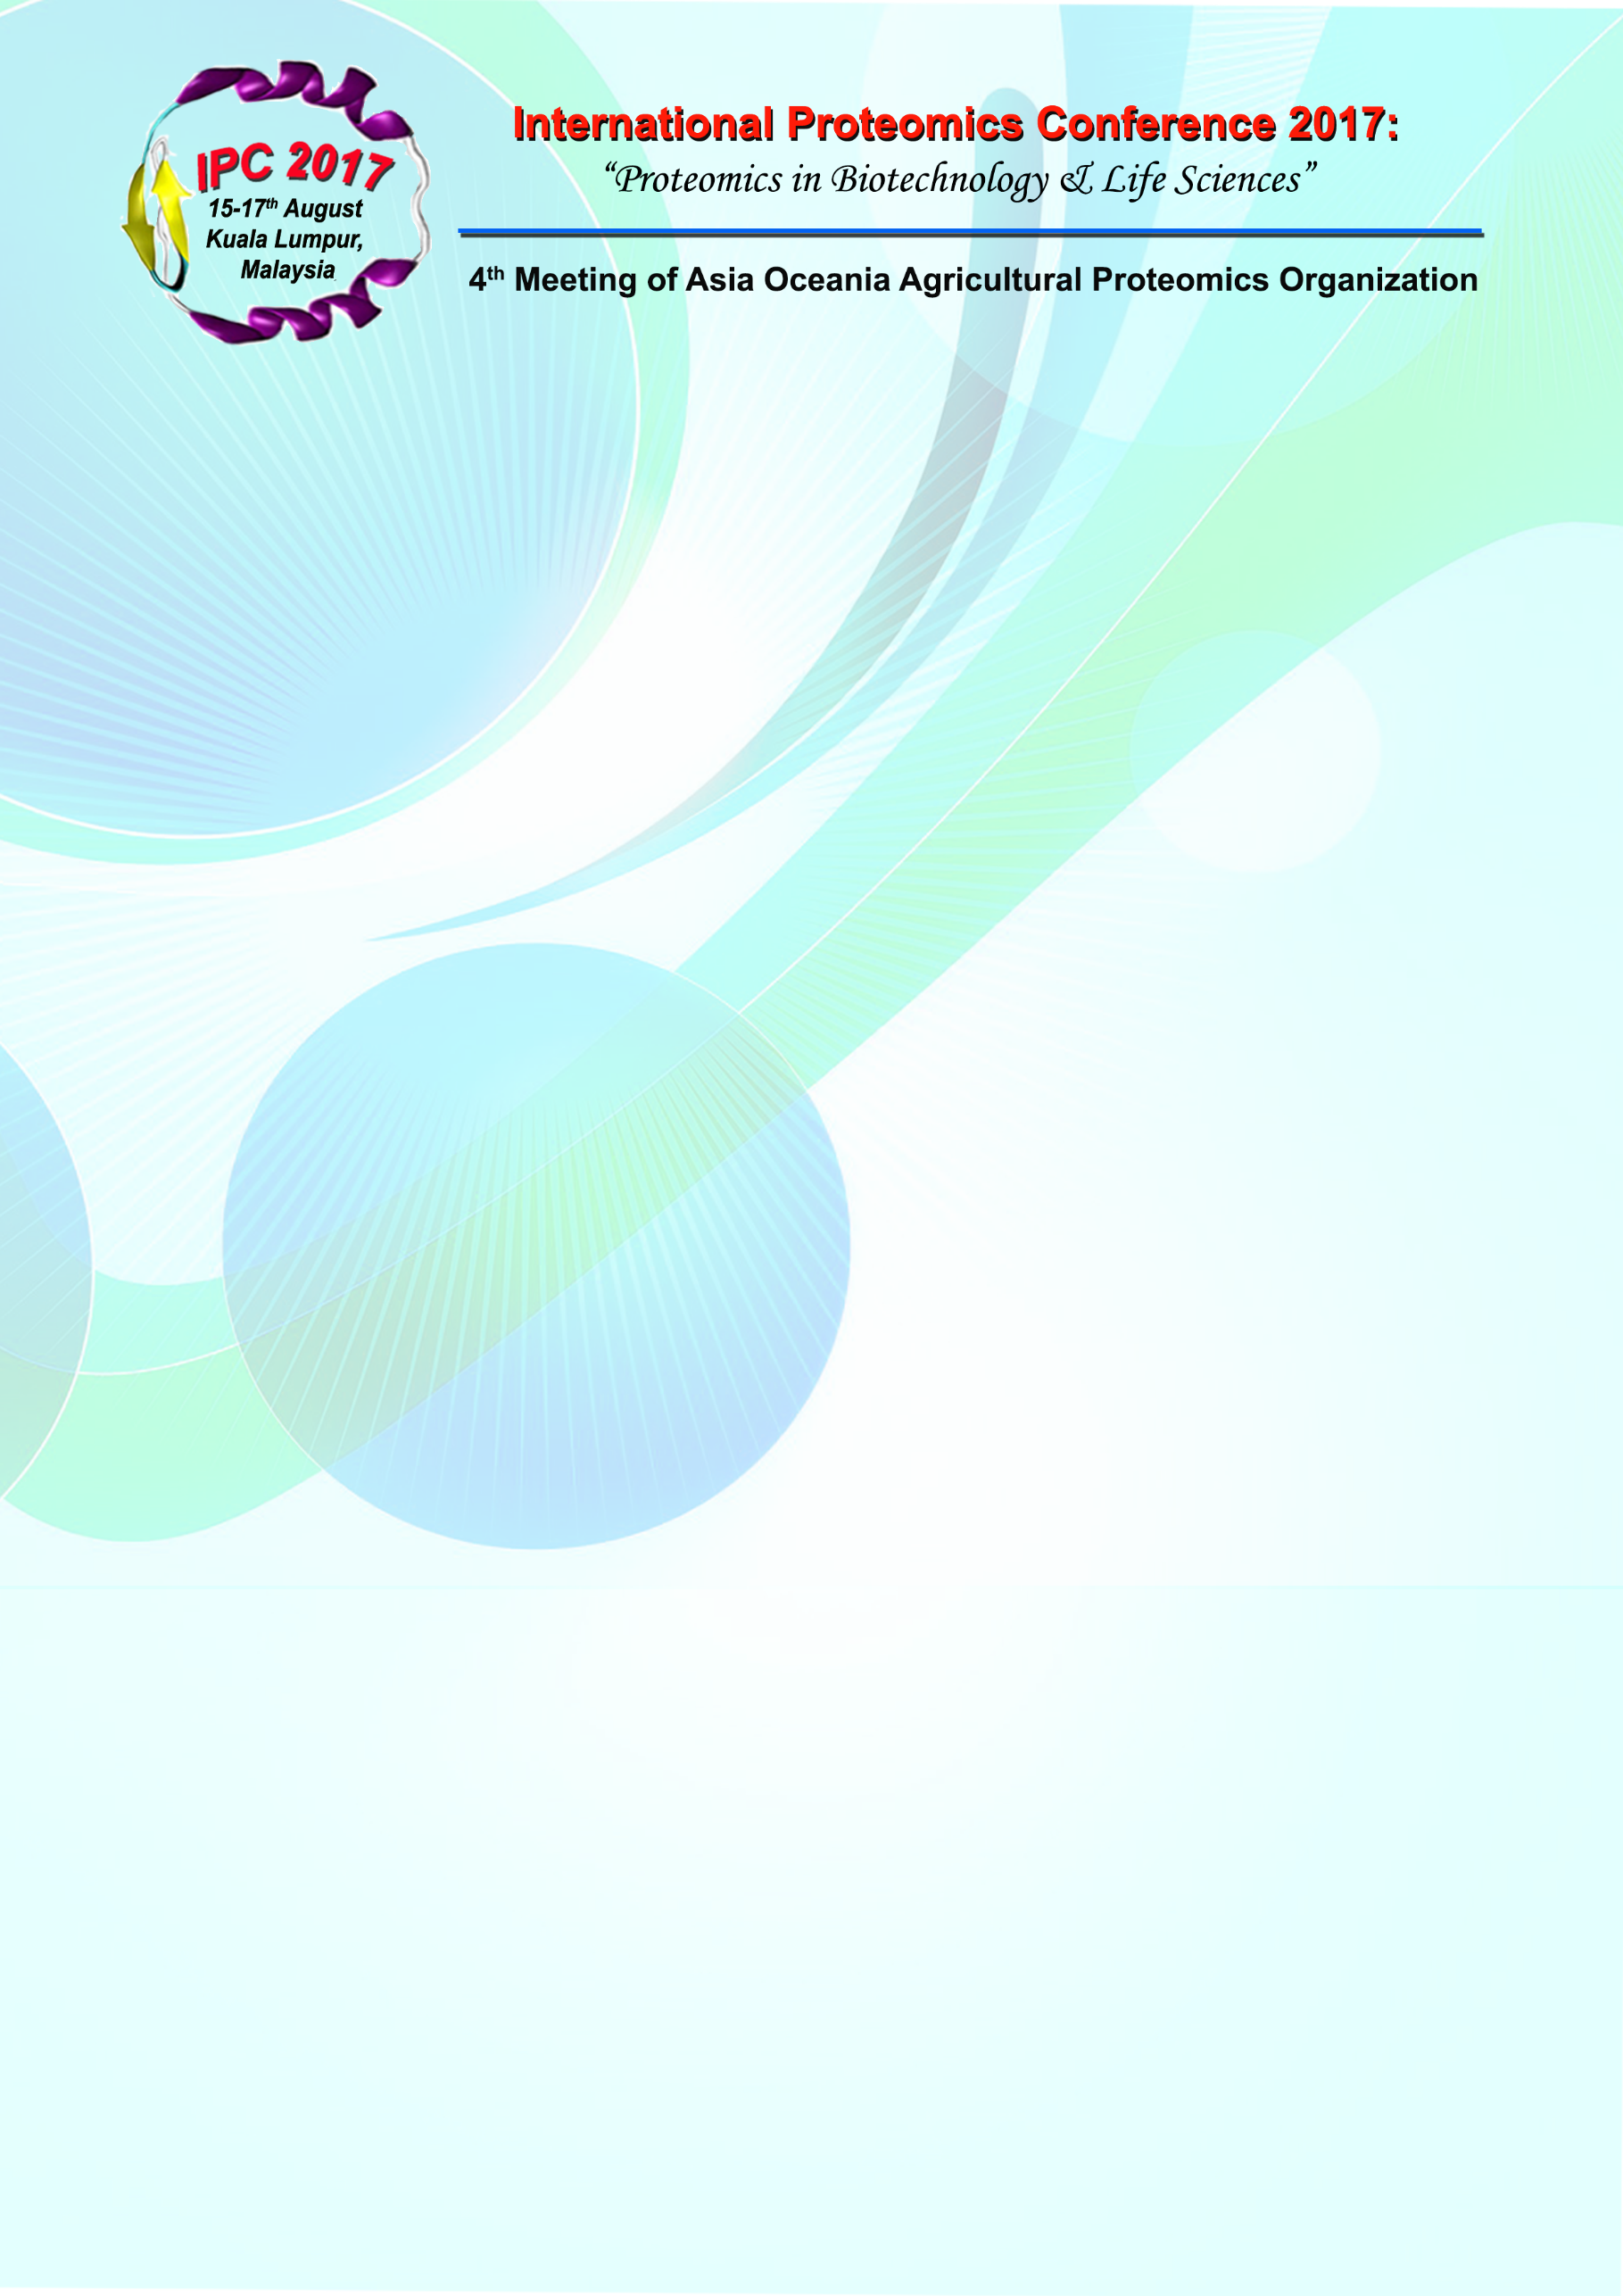 International Proteomics Conference 2017:
“Proteomics in Biotechnology & Life Sciences”
IPC 2017
15-17th August
Kuala Lumpur,
Malaysia
4th Meeting of Asia Oceania Agricultural Proteomics Organization